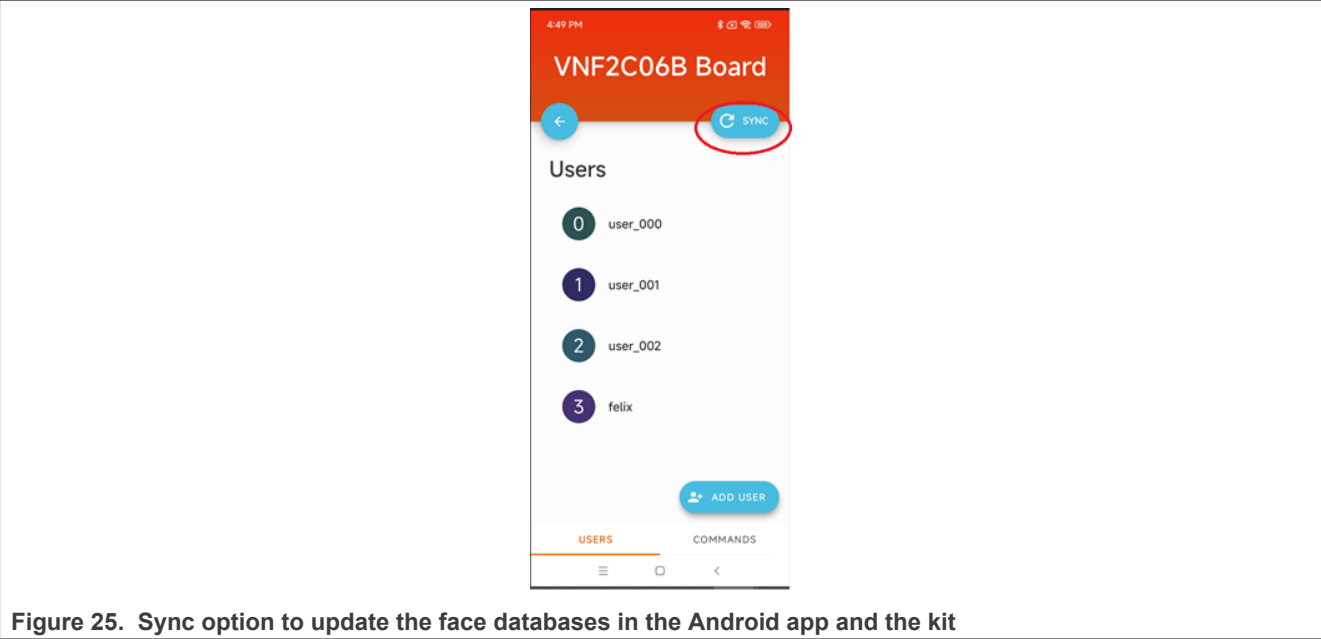 4:49 PM
VNF2C06B Board
SYNC
Users
0 user_000
1 user_001
2 user_002
3 felix
ADD USER
USERS COMMANDS
Figure 25. Sync option to update the face databases in the Android app and the kit